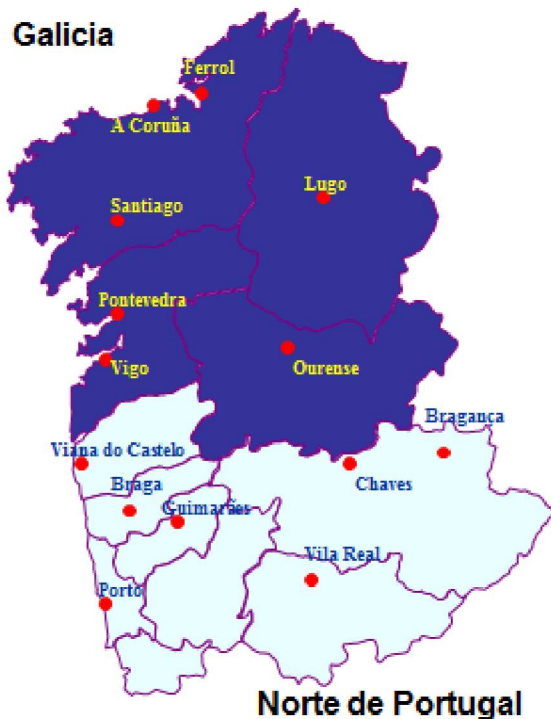 Galicia
Ferrol
A Coruña
Lugo
Santiago
Pontevedra
Vigo
Ourense
Bragança
Viana do Castelo
Chaves
Braga
Guimarães
Vila Real
Porto
Norte de Portugal